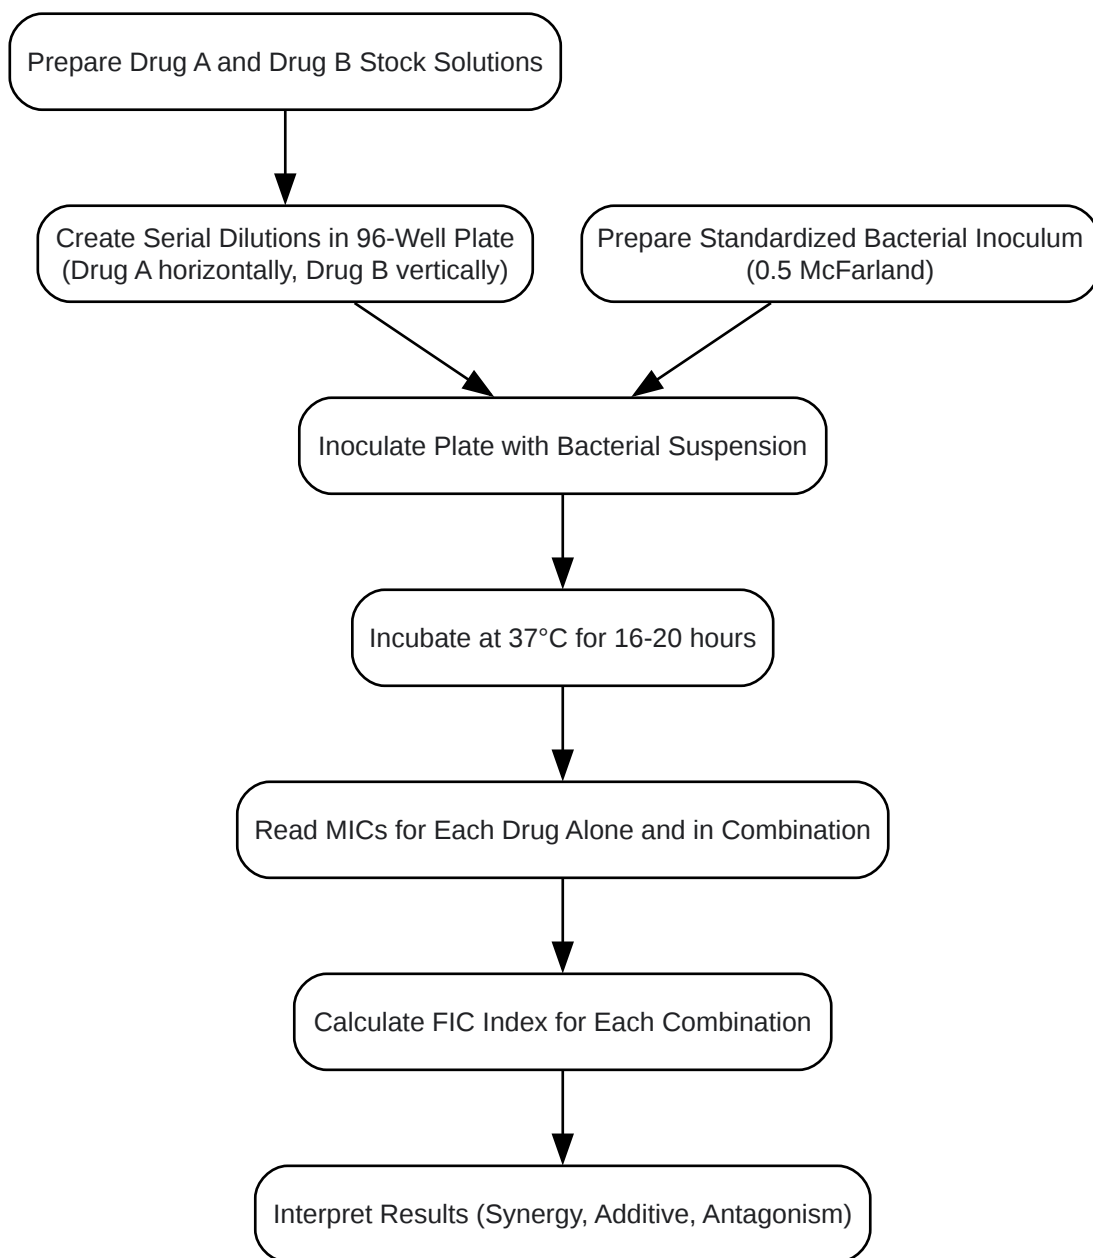 Prepare Drug A and Drug B Stock Solutions
Create Serial Dilutions in 96-Well Plate
(Drug A horizontally, Drug B vertically)
Prepare Standardized Bacterial Inoculum
(0.5 McFarland)
Inoculate Plate with Bacterial Suspension
Incubate at 37°C for 16-20 hours
Read MICs for Each Drug Alone and in Combination
Calculate FIC Index for Each Combination
Interpret Results (Synergy, Additive, Antagonism)